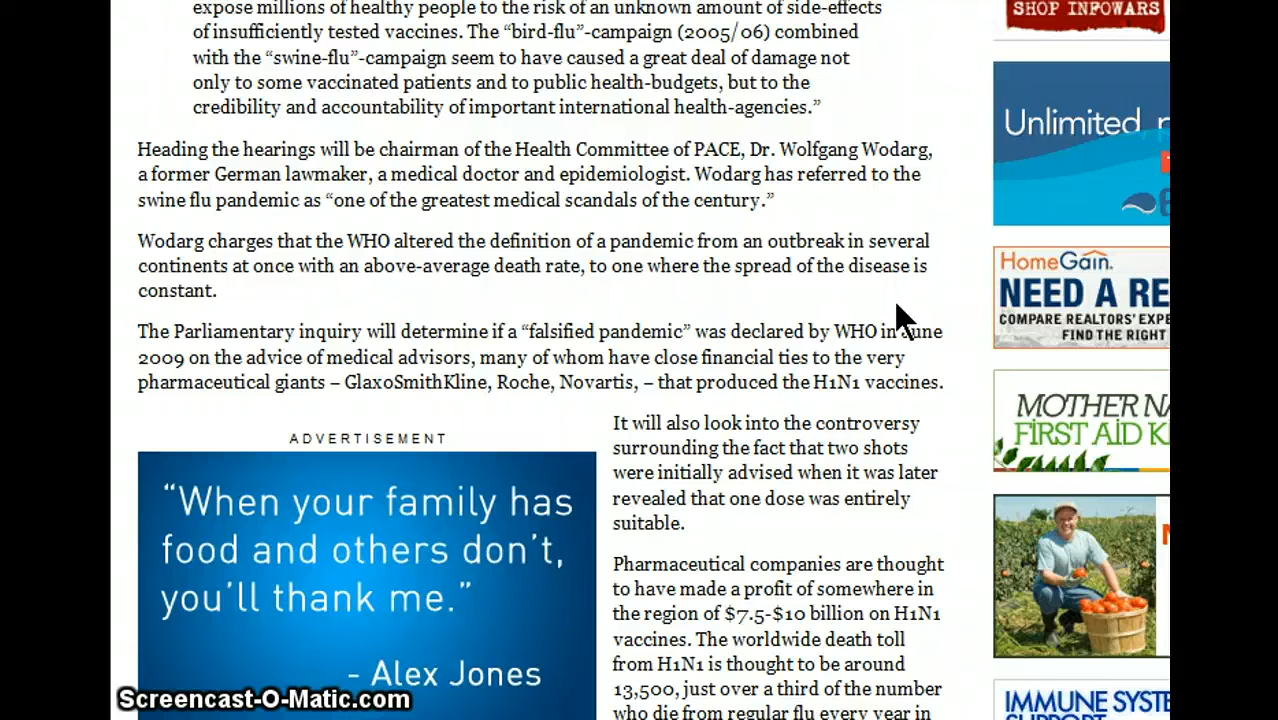 expose millions of healthy people to the risk of an unknown amount of side-effects
of insufficiently tested vaccines. The “bird-flu”-campaign (2005/06) combined
with the “swine-flu”-campaign seem to have caused a great deal of damage not
only to some vaccinated patients and to public health-budgets, but to the
credibility and accountability of important international health-agencies.”
Heading the hearings will be chairman of the Health Committee of PACE, Dr. Wolfgang Wodarg,
a former German lawmaker, a medical doctor and epidemiologist. Wodarg has referred to the
swine flu pandemic as “one of the greatest medical scandals of the century.”
Wodarg charges that the WHO altered the definition of a pandemic from an outbreak in several
continents at once with an above-average death rate, to one where the spread of the disease is
constant.
The Parliamentary inquiry will determine if a “falsified pandemic” was declared by WHO in June
2009 on the advice of medical advisors, many of whom have close financial ties to the very
pharmaceutical giants – GlaxoSmithKline, Roche, Novartis, – that produced the H1N1 vaccines.
It will also look into the controversy
surrounding the fact that two shots
were initially advised when it was later
revealed that one dose was entirely
suitable.
Pharmaceutical companies are thought
to have made a profit of somewhere in
the region of $7.5-$10 billion on H1N1
vaccines. The worldwide death toll
from H1N1 is thought to be around
13,500, just over a third of the number
who die from regular flu every year in
ADVERTISEMENT
“When your family has
food and others don’t,
you’ll thank me.”
- Alex Jones
Screencast-O-Matic.com
SHOP INFOWARS
Unlimited
HomeGain.
NEED A RE
COMPARE REALTORS' EXPE
FIND THE RIGHT
MOTHER NA
FIRST AID K
IMMUNE SYSTE
SUPPORT